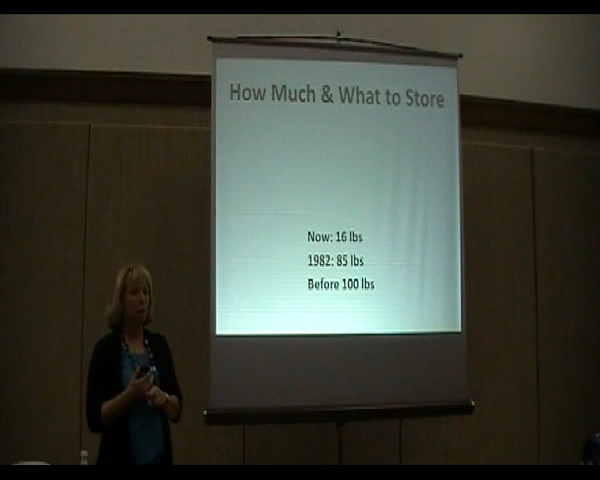 How Much & What to Store
Now: 16 lbs
1982: 85 lbs
Before 100 lbs